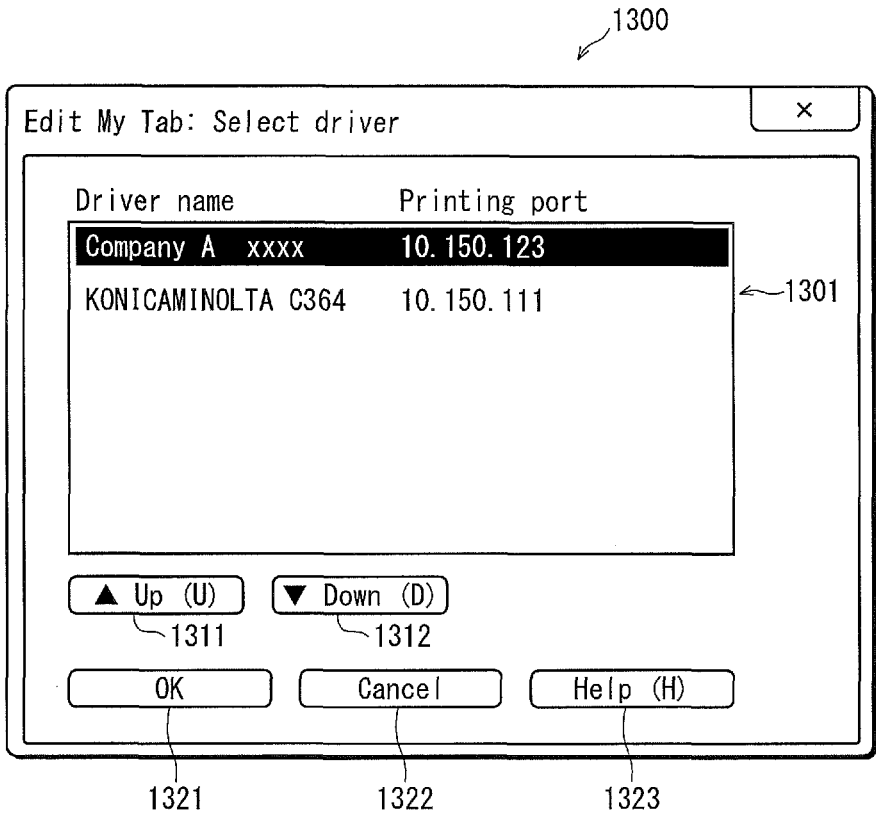 1300
Edit My Tab: Select driver ×
Driver name Printing port
Company A xxxx 10.150.123
KONICAMINOLTA C364 10.150.111
1301
▲ Up (U) ▼ Down (D)
1311 1312
OK Cancel Help (H)
1321 1322 1323